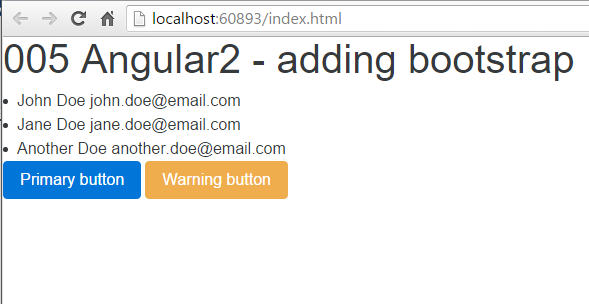 localhost:60893/index.html
005 Angular2 - adding bootstrap
John Doe john.doe@email.com
Jane Doe jane.doe@email.com
Another Doe another.doe@email.com
Primary button Warning button